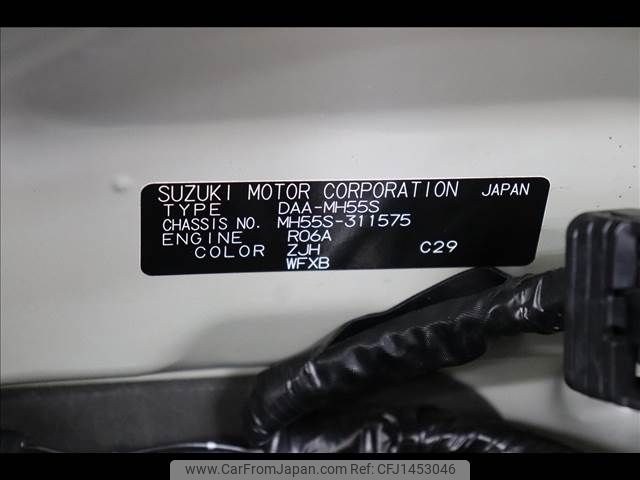 SUZUKI MOTOR CORPORATION JAPAN
TYPE DAA-MH55S
CHASSIS NO. MH55S-311575
ENGINE R06A
COLOR ZJH C29
WFXB
www.CarFromJapan.com - CFJ1453046